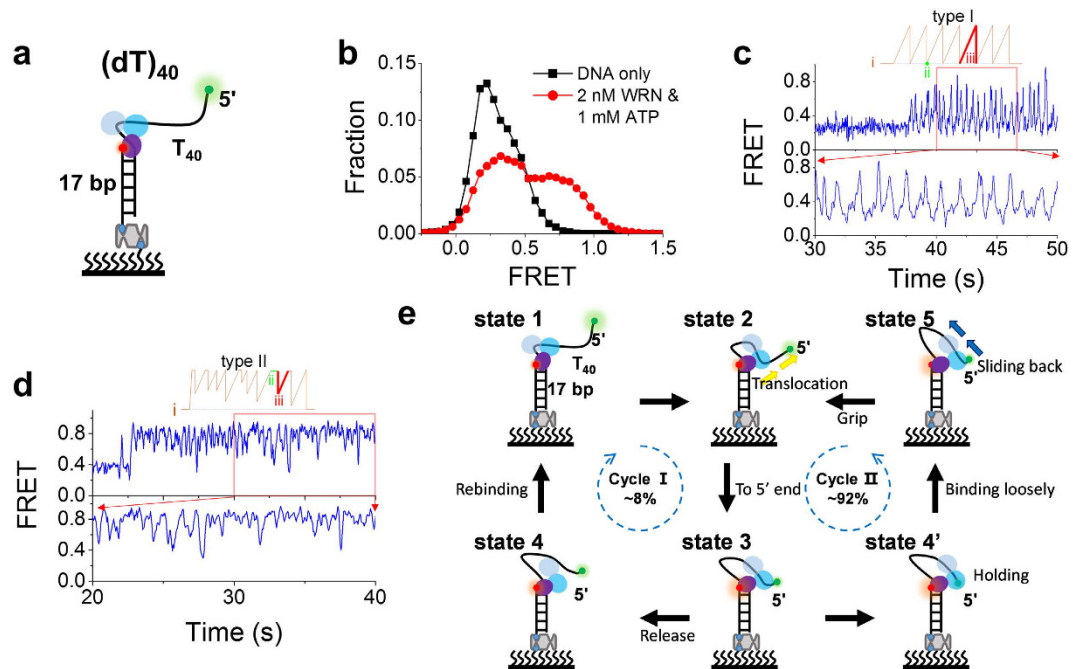 a
(dT)40
5'
T40
17 bp
b
DNA only
2 nM WRN &
1 mM ATP
Fraction
0.15
0.10
0.05
0.00
0.0 0.5 1.0 1.5
FRET
c
type I
i
ii
iii
FRET
0.8
0.4
0.0
0.8
0.4
0.0
30 35 40 45 50
Time (s)
d
type II
i
ii
iii
FRET
0.8
0.4
0.0
0.8
0.4
0.0
20 30 40
Time (s)
e
state 1
5'
T40
17 bp
state 2
5'
Translocation
state 5
5'
Sliding back
Grip
Rebinding
Cycle I
~8%
To 5' end
Cycle II
~92%
Binding loosely
state 4
5'
Release
state 3
5'
state 4’
Holding
5'